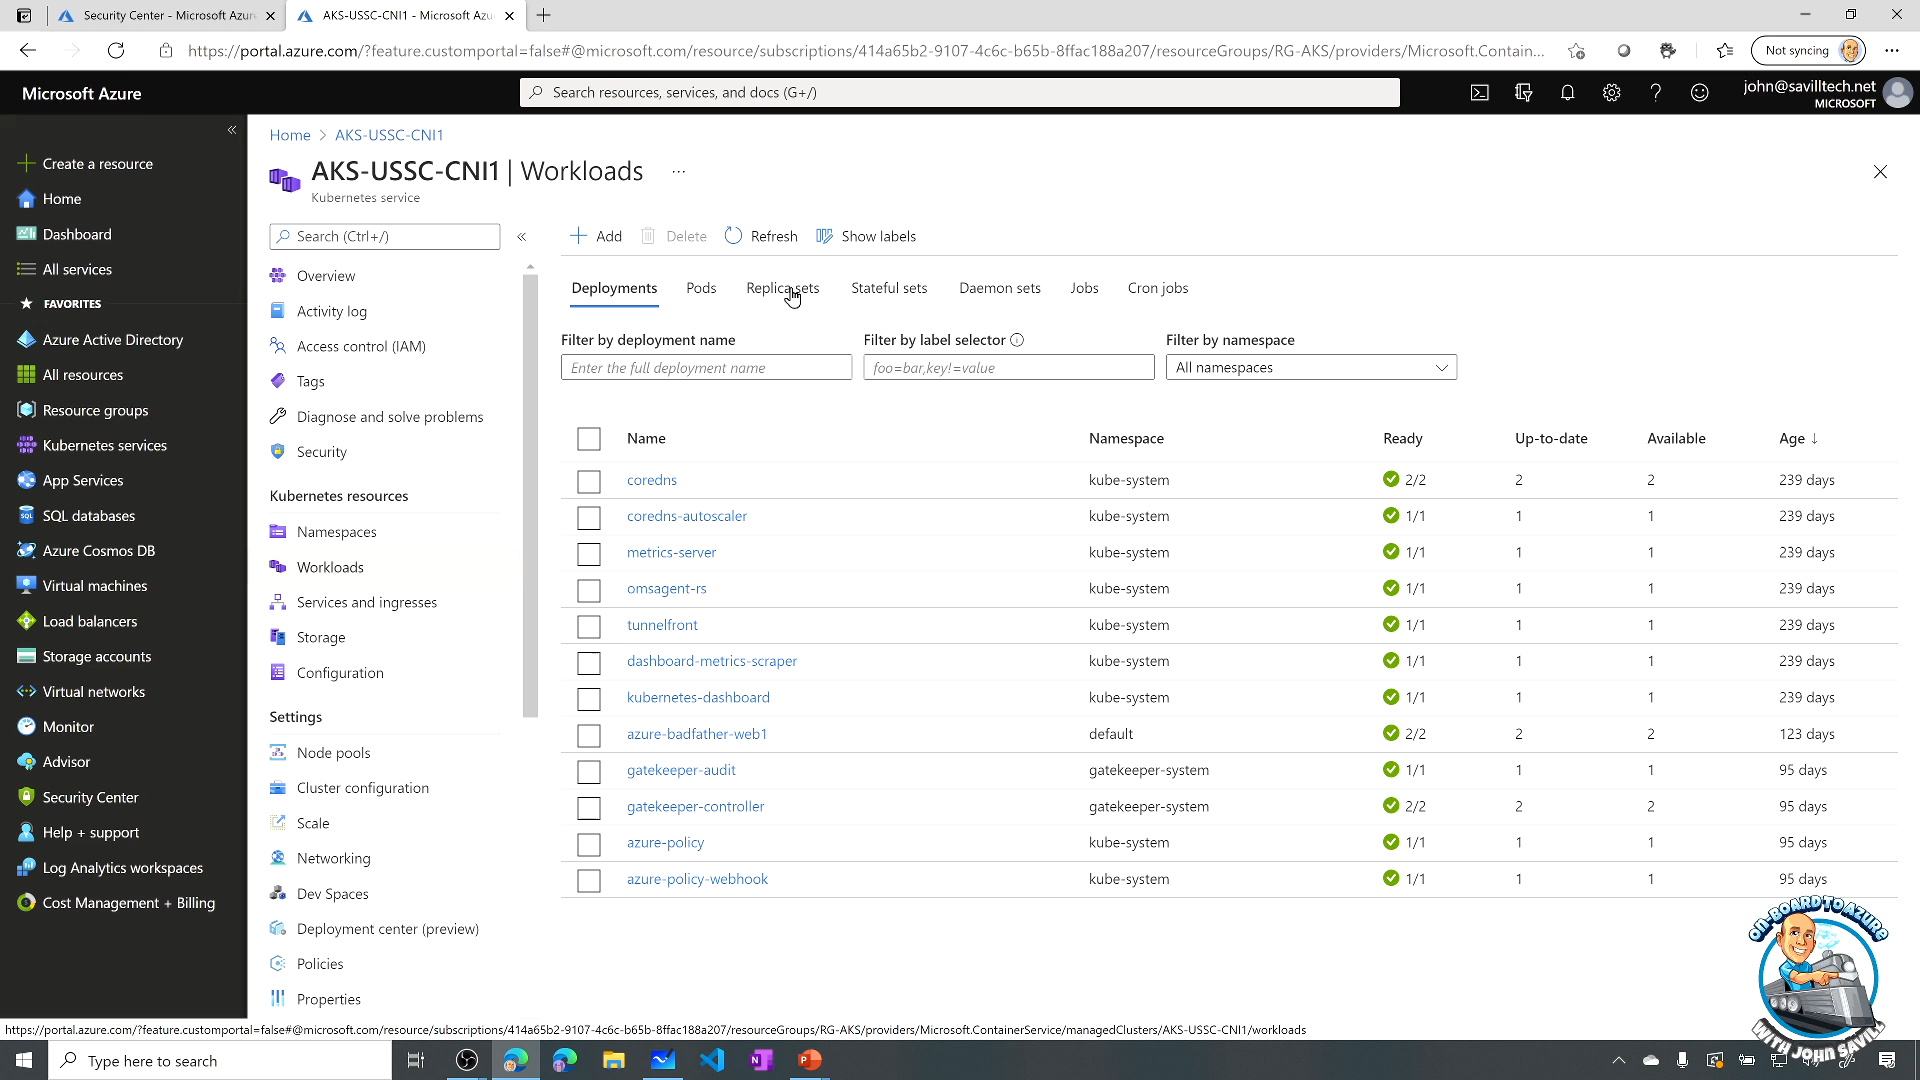 Security Center - Microsoft Azur
AKS-USSC-CNI1 - Microsoft Azu
https://portal.azure.com/?feature.customportal=false#@microsoft.com/resource/subscriptions/414a65b2-9107-4c6c-b65b-8ffac188a207/resourceGroups/RG-AKS/providers/Microsoft.Contain...
Not syncing
Microsoft Azure
Search resources, services, and docs (G+/)
john@savilltech.net
MICROSOFT
Create a resource
Home
Dashboard
All services
FAVORITES
Azure Active Directory
All resources
Resource groups
Kubernetes services
App Services
SQL databases
Azure Cosmos DB
Virtual machines
Load balancers
Storage accounts
Virtual networks
Monitor
Advisor
Security Center
Help + support
Log Analytics workspaces
Cost Management + Billing
Home > AKS-USSC-CNI1
AKS-USSC-CNI1 | Workloads ...
Kubernetes service
Search (Ctrl+/)
Overview
Activity log
Access control (IAM)
Tags
Diagnose and solve problems
Security
Kubernetes resources
Namespaces
Workloads
Services and ingresses
Storage
Configuration
Settings
Node pools
Cluster configuration
Scale
Networking
Dev Spaces
Deployment center (preview)
Policies
Properties
Add Delete Refresh Show labels
Deployments Pods Replica sets Stateful sets Daemon sets Jobs Cron jobs
Filter by deployment name Filter by label selector Filter by namespace
Enter the full deployment name foo=bar,key!=value All namespaces
Name Namespace Ready Up-to-date Available Age ↓
coredns kube-system 2/2 2 2 239 days
coredns-autoscaler kube-system 1/1 1 1 239 days
metrics-server kube-system 1/1 1 1 239 days
omsagent-rs kube-system 1/1 1 1 239 days
tunnelfront kube-system 1/1 1 1 239 days
dashboard-metrics-scraper kube-system 1/1 1 1 239 days
kubernetes-dashboard kube-system 1/1 1 1 239 days
azure-badfather-web1 default 2/2 2 2 123 days
gatekeeper-audit gatekeeper-system 1/1 1 1 95 days
gatekeeper-controller gatekeeper-system 2/2 2 2 95 days
azure-policy kube-system 1/1 1 1 95 days
azure-policy-webhook kube-system 1/1 1 1 95 days
ON-BOARD TO AZURE
WITH JOHN SAVILL
https://portal.azure.com/?feature.customportal=false#@microsoft.com/resource/subscriptions/414a65b2-9107-4c6c-b65b-8ffac188a207/resourceGroups/RG-AKS/providers/Microsoft.ContainerService/managedClusters/AKS-USSC-CNI1/workloads
Type here to search